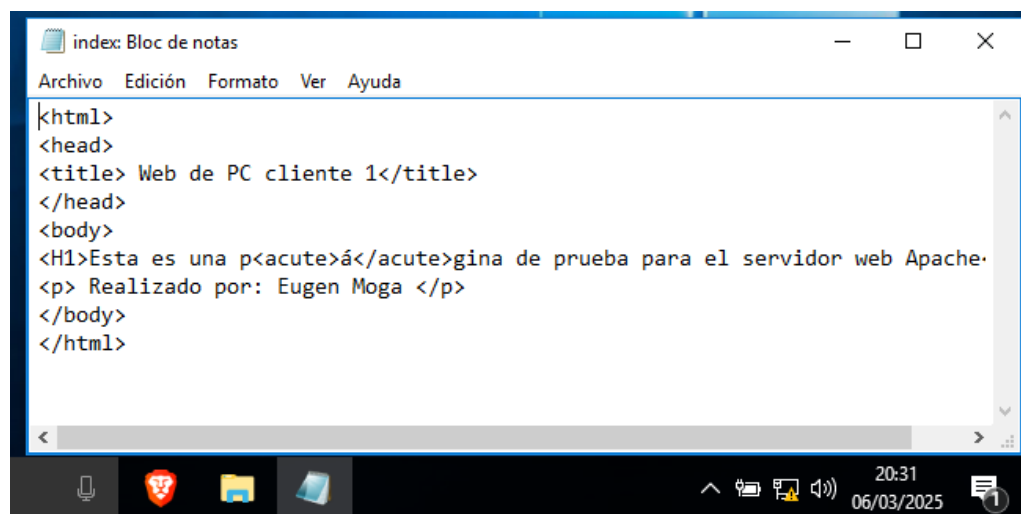 index: Bloc de notas
Archivo Edición Formato Ver Ayuda
<html>
<head>
<title> Web de PC cliente 1</title>
</head>
<body>
<H1>Esta es una p<acute>á</acute>gina de prueba para el servidor web Apache
<p> Realizado por: Eugen Moga </p>
</body>
</html>
20:31
06/03/2025
1